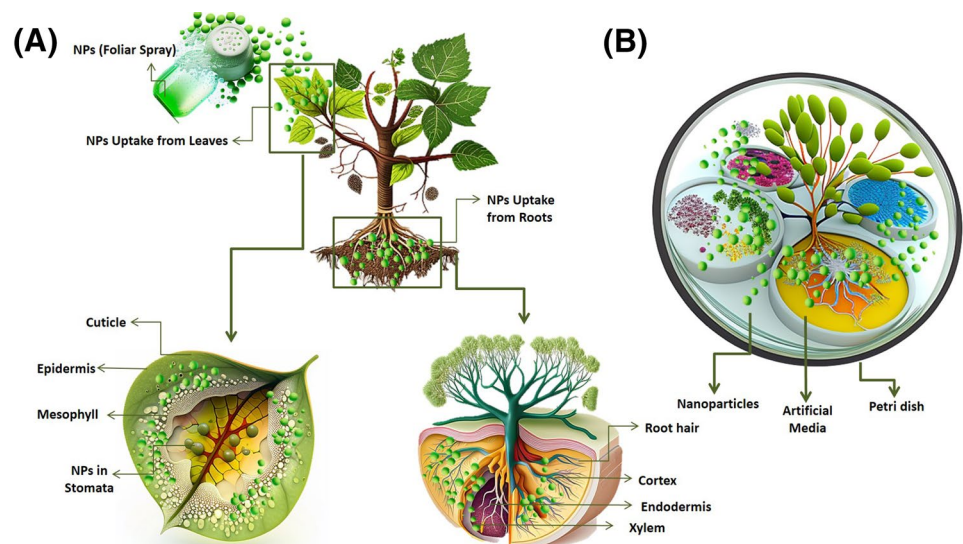 (A)
NPs (Foliar Spray)
NPs Uptake from Leaves
NPs Uptake
from Roots
Cuticle
Epidermis
Mesophyll
NPs in
Stomata
Root hair
Cortex
Endodermis
Xylem
(B)
Nanoparticles
Artificial
Media
Petri dish